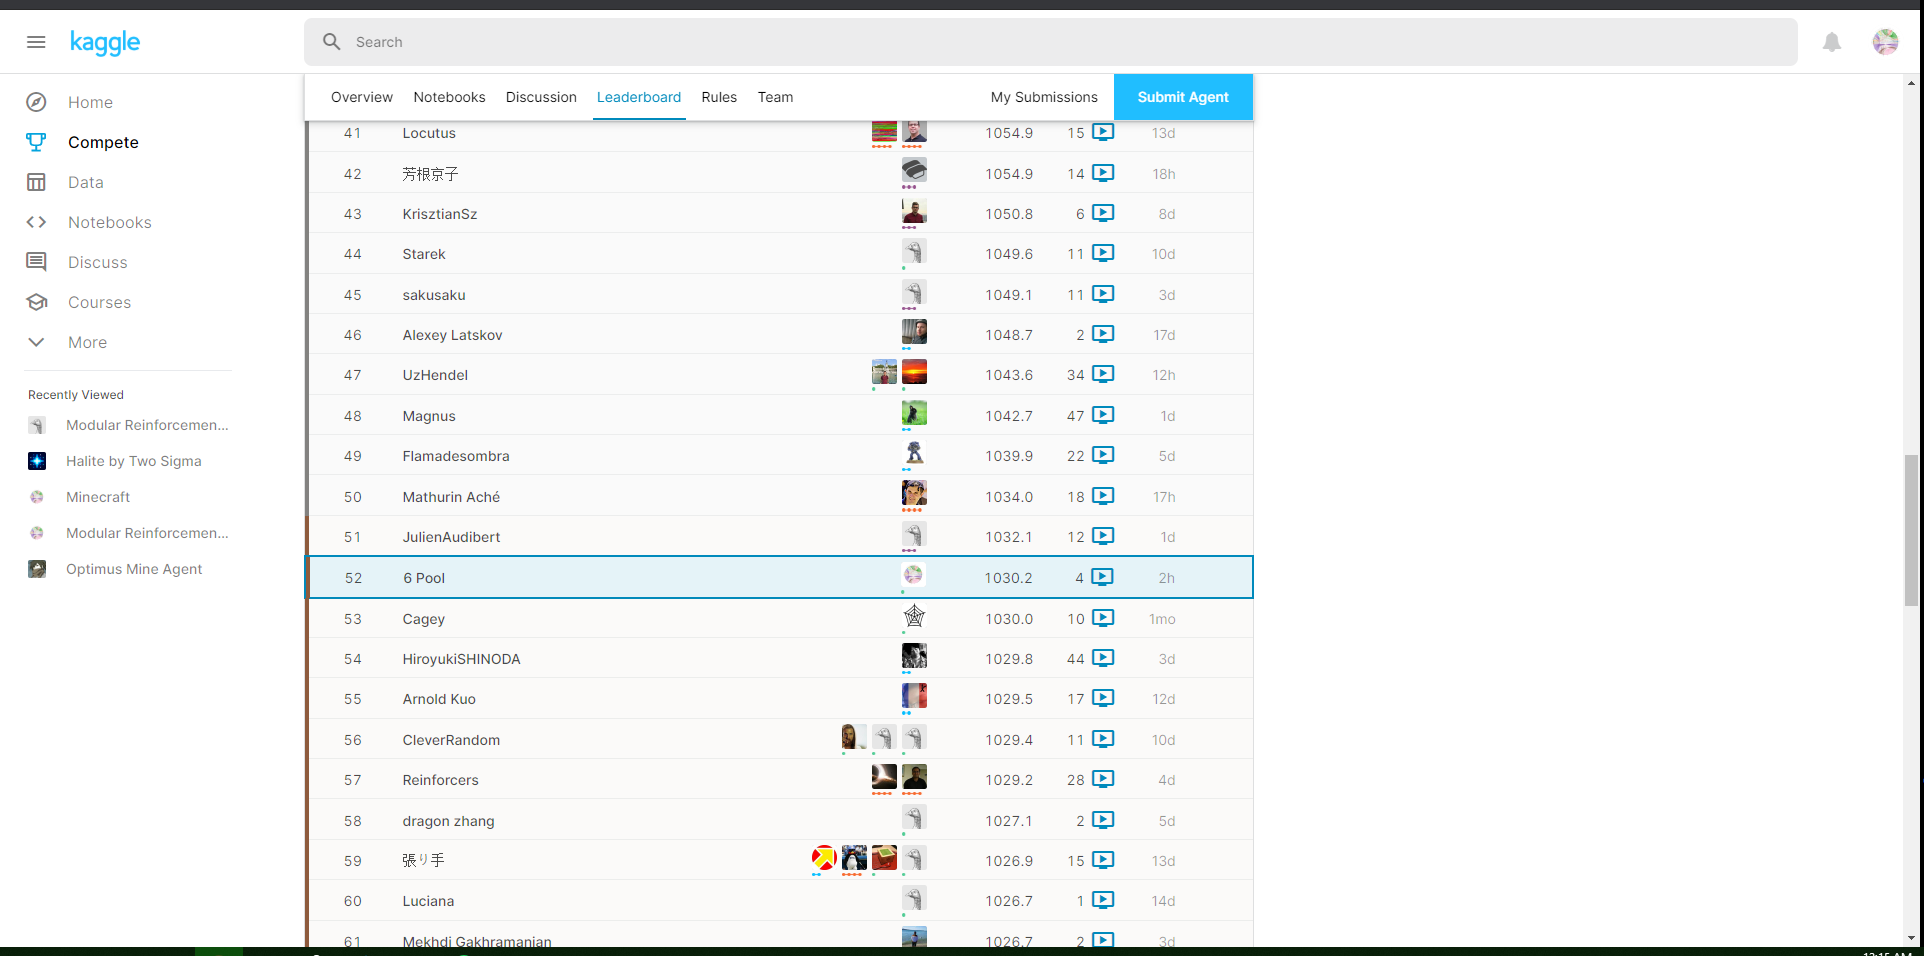 kaggle
Search
Home
Compete
Data
Notebooks
Discuss
Courses
More
Recently Viewed
Modular Reinforcemen...
Halite by Two Sigma
Minecraft
Modular Reinforcemen...
Optimus Mine Agent
Overview Notebooks Discussion Leaderboard Rules Team My Submissions Submit Agent
41 Locutus 1054.9 15 13d
42 芳根京子 1054.9 14 18h
43 KrisztianSz 1050.8 6 8d
44 Starek 1049.6 11 10d
45 sakusaku 1049.1 11 3d
46 Alexey Latskov 1048.7 2 17d
47 UzHendel 1043.6 34 12h
48 Magnus 1042.7 47 1d
49 Flamadesombra 1039.9 22 5d
50 Mathurin Aché 1034.0 18 17h
51 JulienAudibert 1032.1 12 1d
52 6 Pool 1030.2 4 2h
53 Cagey 1030.0 10 1mo
54 HiroyukiSHINODA 1029.8 44 3d
55 Arnold Kuo 1029.5 17 12d
56 CleverRandom 1029.4 11 10d
57 Reinforcers 1029.2 28 4d
58 dragon zhang 1027.1 2 5d
59 張り手 1026.9 15 13d
60 Luciana 1026.7 1 14d
61 Mekhdi Gakhramanian 1026.7 2 3d